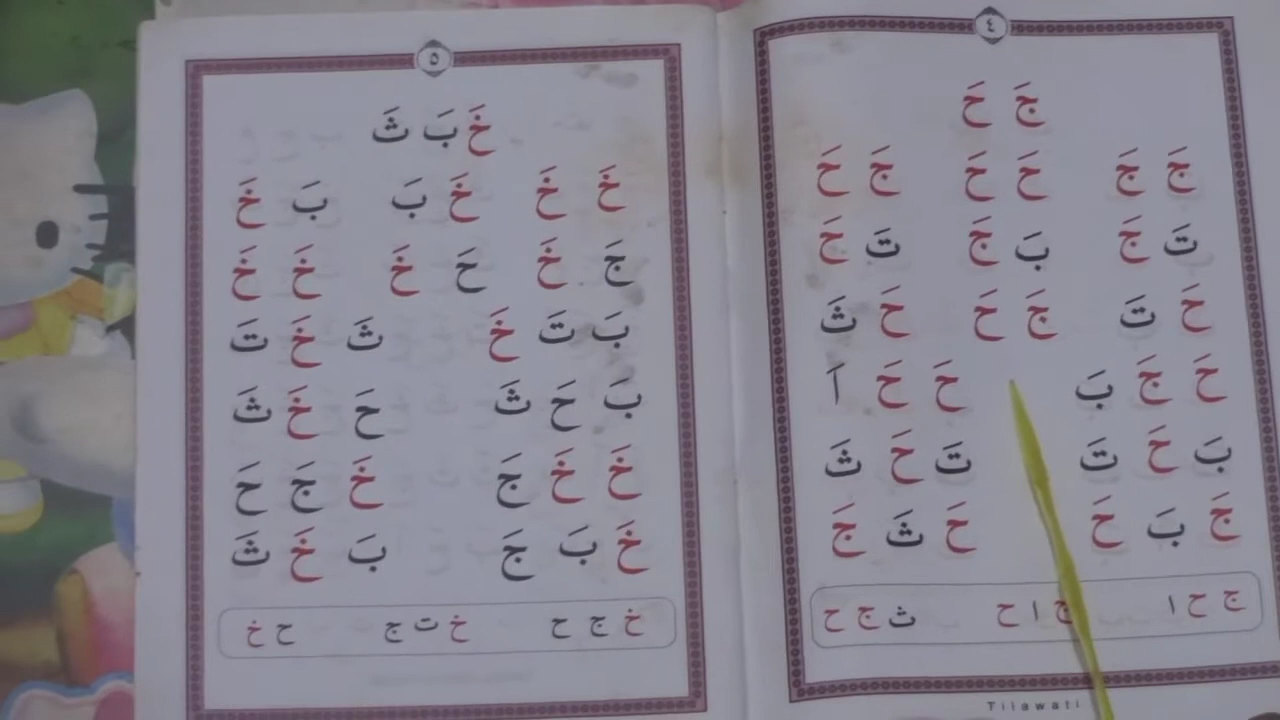 ٤
جَ حَ
جَ جَ حَ حَ جَ حَ
تَ جَ بَ جَ تَ حَ
حَ تَ جَ حَ حَ ثَ
حَ جَ بَ حَ حَ اَ
بَ حَ تَ تَ حَ ثَ
جَ بَ حَ حَ ثَ جَ
ج ح ا ج ا ح ث ج ح
Tilawati
٥
خَ بَ ثَ
خَ خَ خَ بَ بَ خَ
جَ خَ حَ خَ خَ خَ
بَ تَ خَ ثَ خَ تَ
بَ حَ ثَ حَ خَ ثَ
خَ خَ جَ خَ جَ حَ
خَ بَ جَ بَ خَ ثَ
خ ج ح خ ت ج ح خ